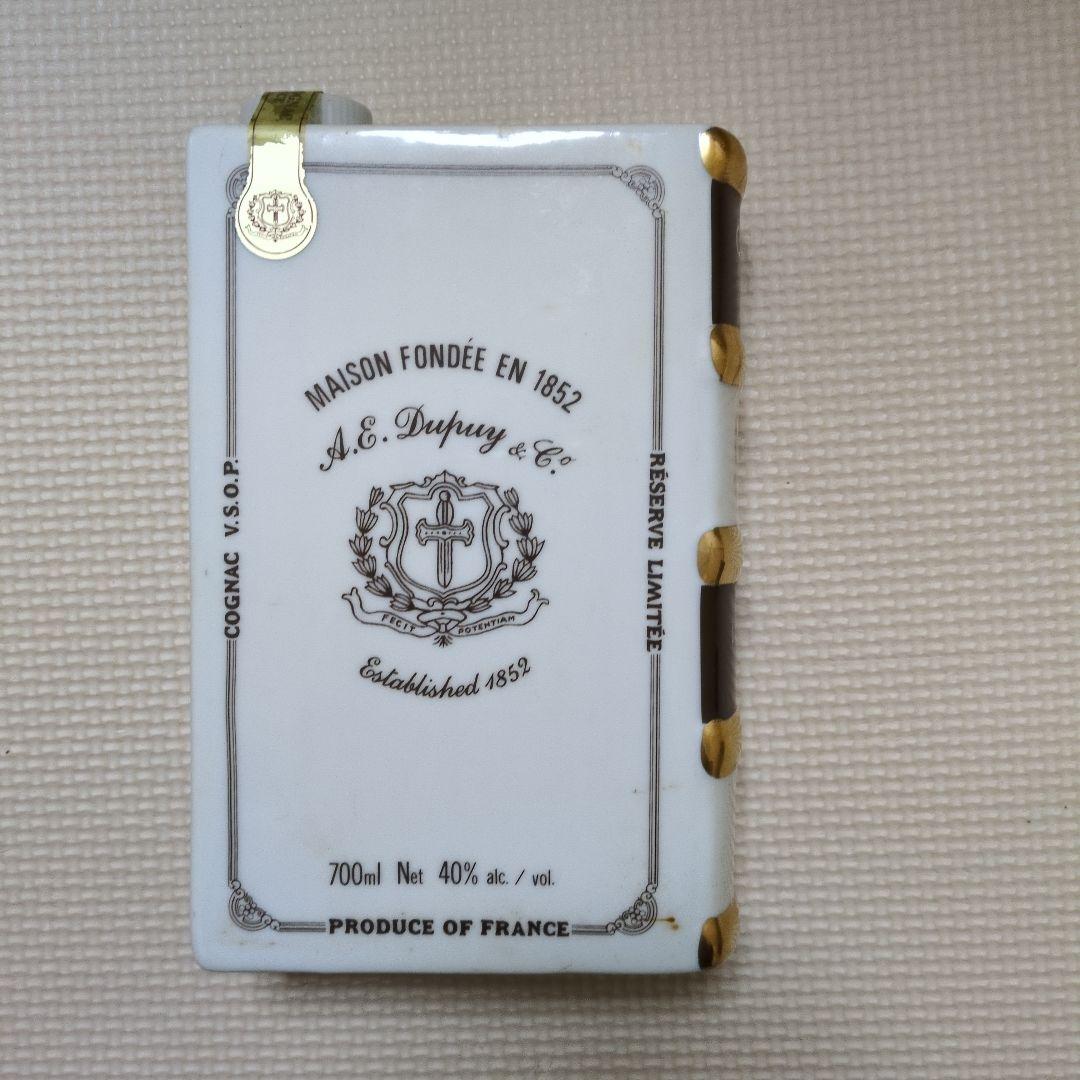 MAISON FONDÉE EN 1852
A.E. Dupuy & Cº.
FECIT POTENTIAM
Established 1852
COGNAC V.S.O.P.
RÉSERVE LIMITÉE
700ml Net 40% alc. / vol.
PRODUCE OF FRANCE